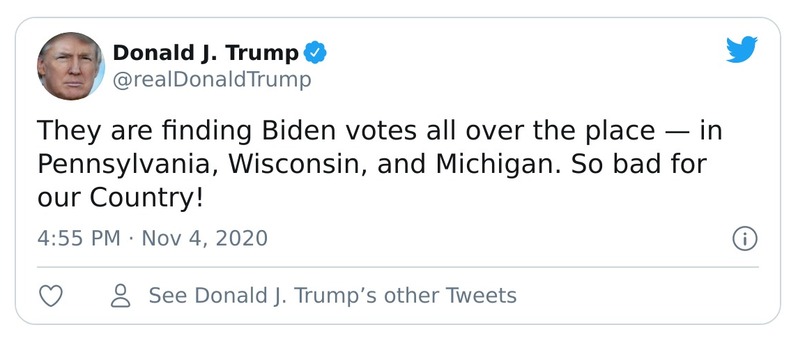 Donald J. Trump
@realDonaldTrump
They are finding Biden votes all over the place — in
Pennsylvania, Wisconsin, and Michigan. So bad for
our Country!
4:55 PM · Nov 4, 2020
See Donald J. Trump’s other Tweets